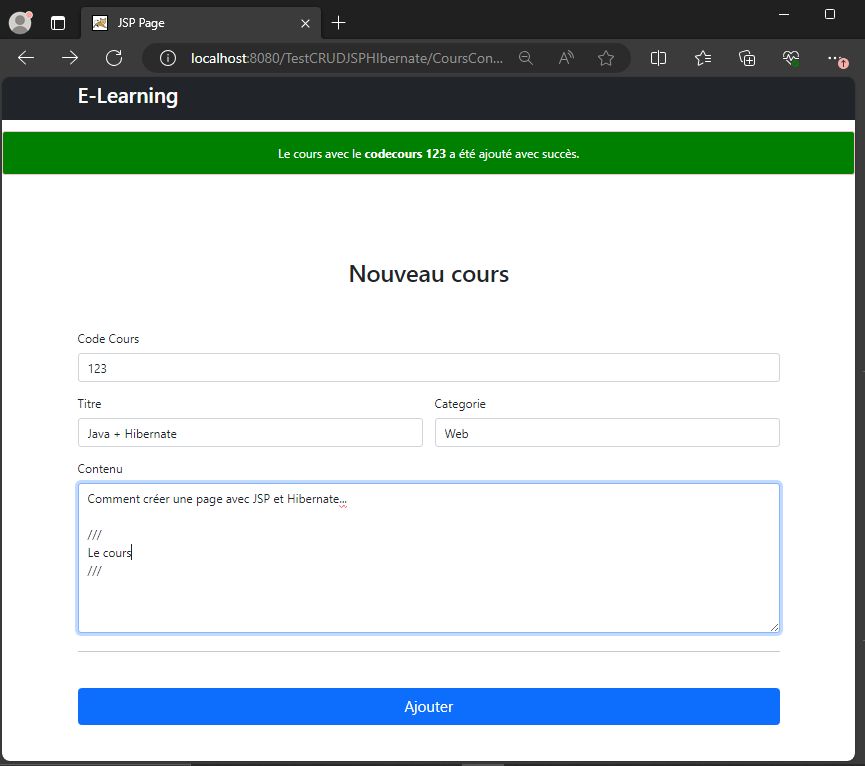 JSP Page
localhost:8080/TestCRUDJSPHIbernate/CoursCon...
E-Learning
Le cours avec le codecours 123 a été ajouté avec succès.
Nouveau cours
Code Cours
123
Titre
Categorie
Java + Hibernate
Web
Contenu
Comment créer une page avec JSP et Hibernate...
///
Le cours
///
Ajouter